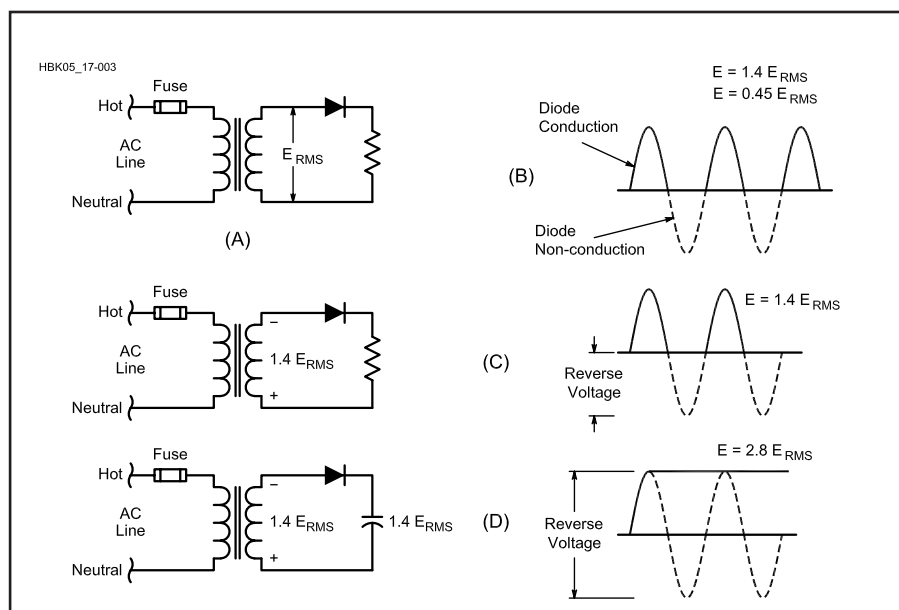 HBK05_17-003
Fuse
Hot
AC
Line
Neutral
E RMS
(A)
E = 1.4 E RMS
E = 0.45 E RMS
Diode
Conduction
(B)
Diode
Non-conduction
Fuse
Hot
AC
Line
Neutral
–
1.4 E RMS
+
(C)
E = 1.4 E RMS
Reverse
Voltage
Fuse
Hot
AC
Line
Neutral
–
1.4 E RMS
+
1.4 E RMS
(D)
E = 2.8 E RMS
Reverse
Voltage